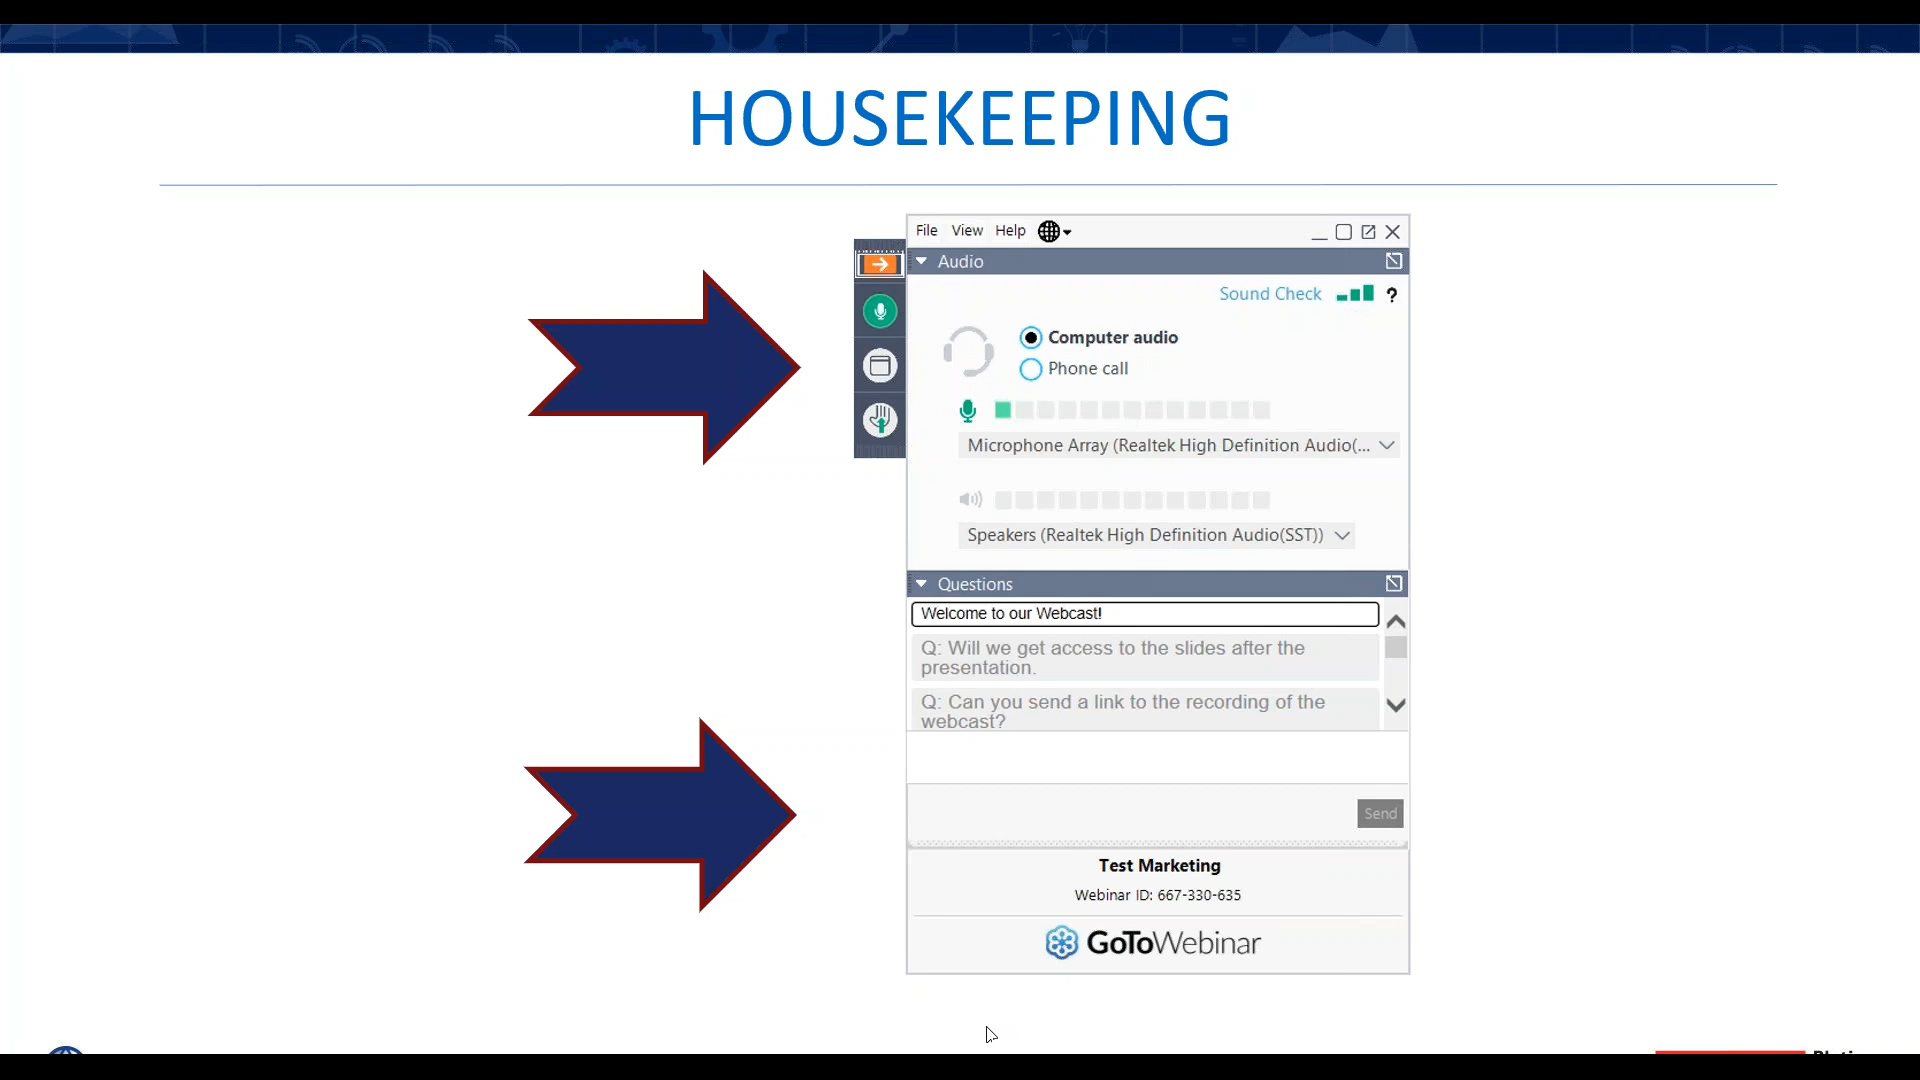 HOUSEKEEPING
File View Help
Audio
Sound Check ?
Computer audio
Phone call
Microphone Array (Realtek High Definition Audio(...
Speakers (Realtek High Definition Audio(SST))
Questions
Welcome to our Webcast!
Q: Will we get access to the slides after the
presentation.
Q: Can you send a link to the recording of the
webcast?
Send
Test Marketing
Webinar ID: 667-330-635
GoToWebinar